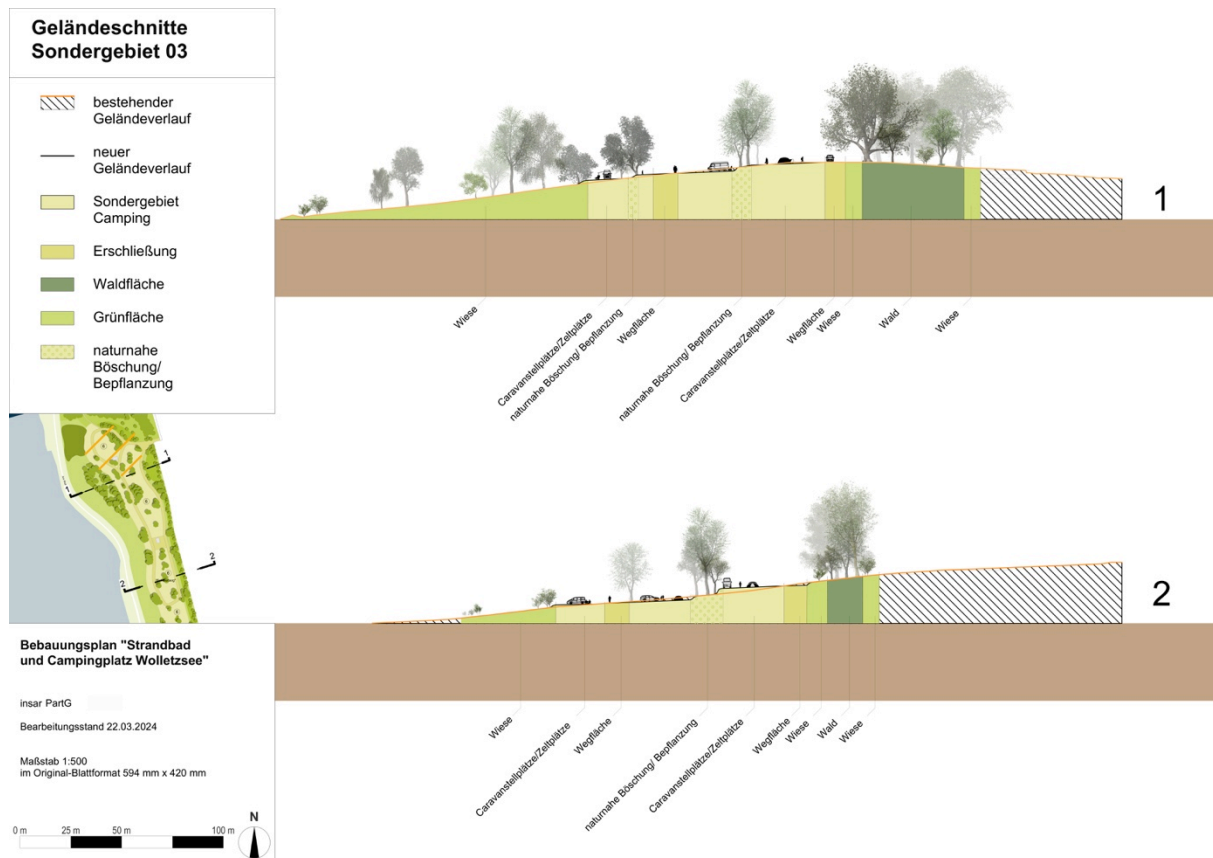 Geländeschnitte
Sondergebiet 03
bestehender
Geländeverlauf
neuer
Geländeverlauf
Sondergebiet
Camping
Erschließung
Waldfläche
Grünfläche
naturnahe
Böschung/
Bepflanzung
1
Wiese
Caravanstellplätze/Zeltplätze
naturnahe Böschung/ Bepflanzung
Wegfläche
naturnahe Böschung/ Bepflanzung
Caravanstellplätze/Zeltplätze
Wegfläche
Wiese
Wald
Wiese
1
2
2
2
Wiese
Caravanstellplätze/Zeltplätze
Wegfläche
naturnahe Böschung/ Bepflanzung
Caravanstellplätze/Zeltplätze
Wegfläche
Wiese
Wald
Wiese
Bebauungsplan "Strandbad
und Campingplatz Wolletzsee"
insar PartG
Bearbeitungsstand 22.03.2024
Maßstab 1:500
im Original-Blattformat 594 mm x 420 mm
0 m 25 m 50 m 100 m
N